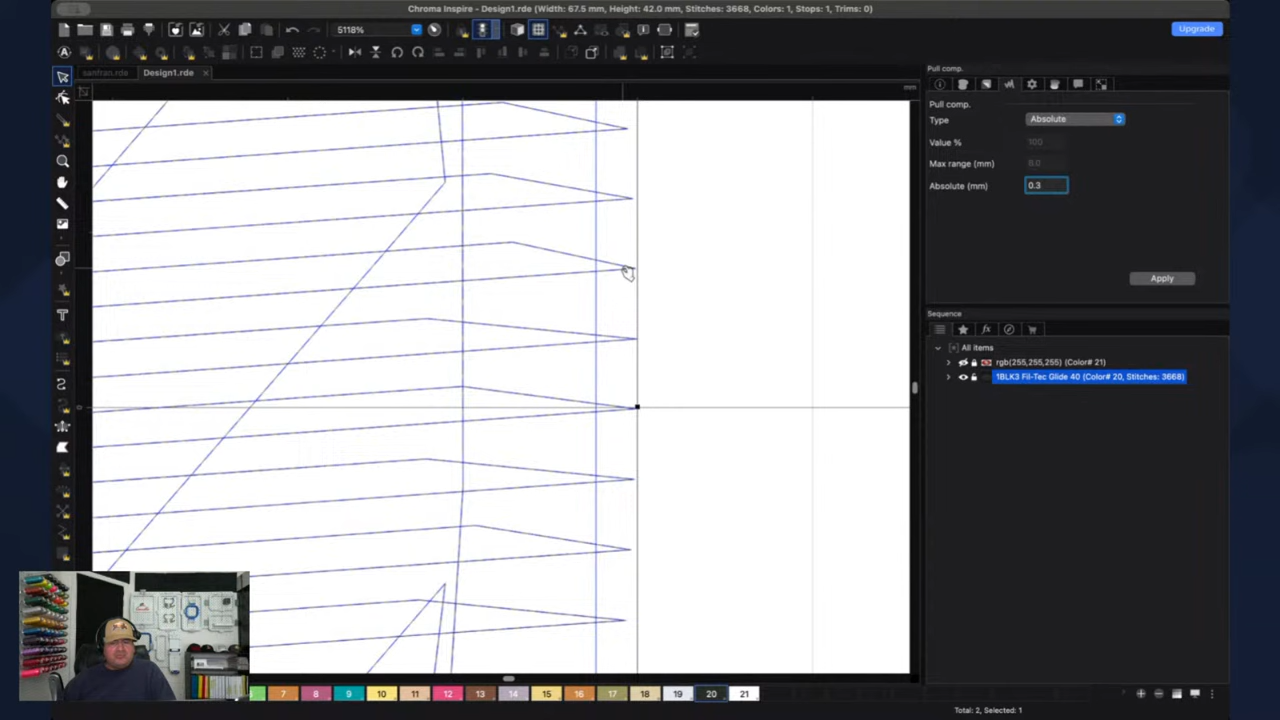 Chroma Inspire - Design1.rde (Width: 67.5 mm, Height: 42.0 mm, Stitches: 3668, Colors: 1, Stops: 1, Trims: 0)
5118%
Upgrade
Design1.rde
mm
Pull comp.
Pull comp.
Type Absolute
Value % 100
Max range (mm) 8.0
Absolute (mm) 0.3
Apply
Sequence
All items
rgb(255,255,255) (Color# 21)
1BLK3 Fil-Tec Glide 40 (Color# 20, Stitches: 3668)
7 8 9 10 11 12 13 14 15 16 17 18 19 20 21
Total: 2, Selected: 1